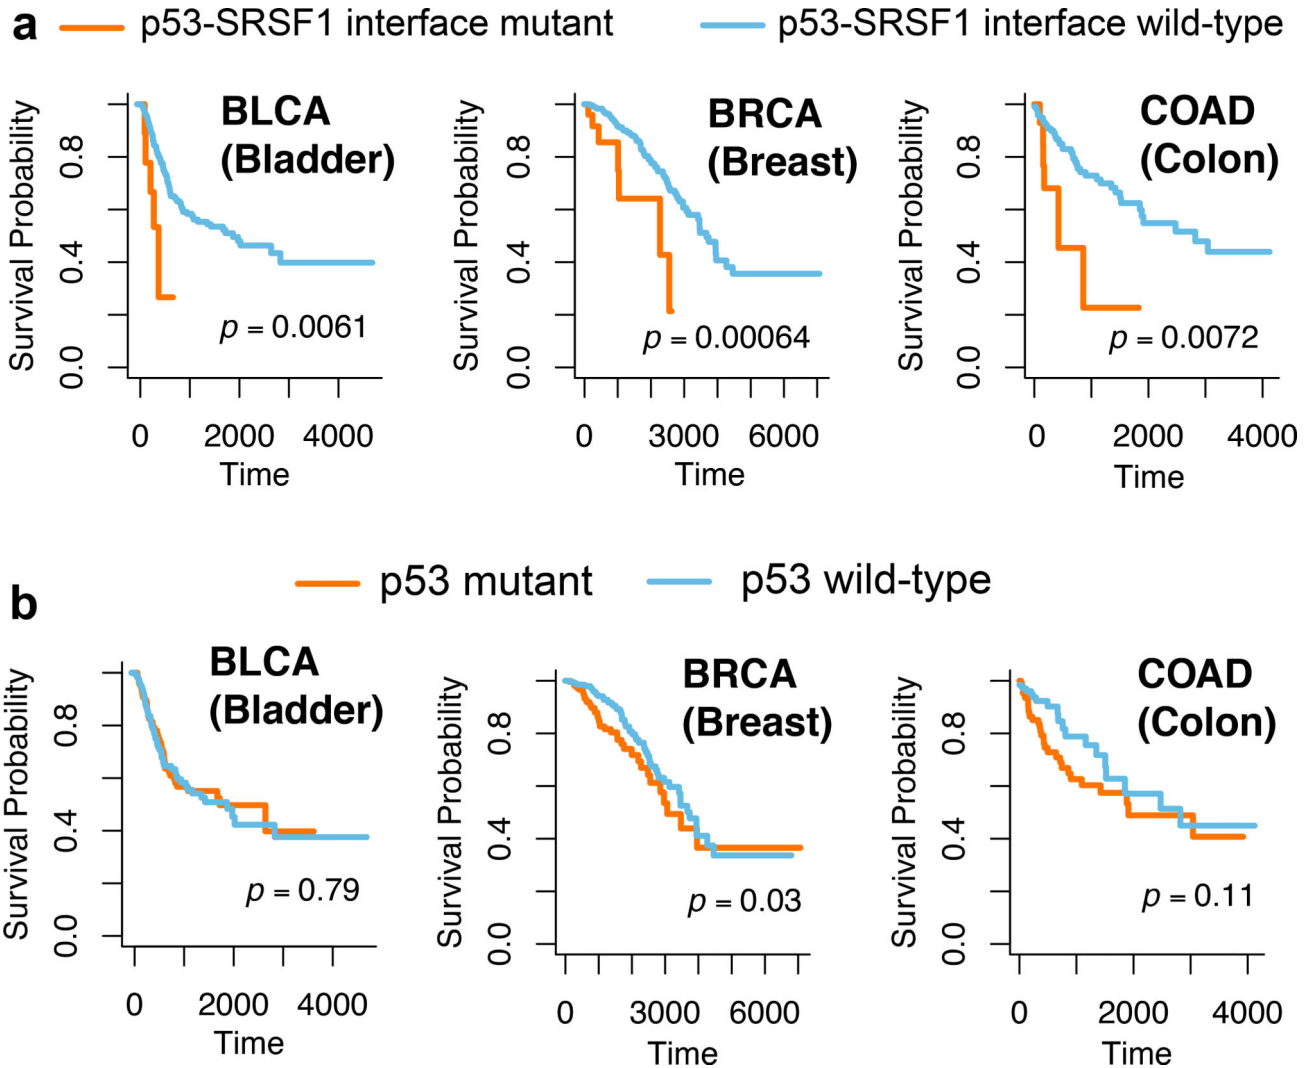 a p53-SRSF1 interface mutant p53-SRSF1 interface wild-type
BLCA
(Bladder)
Survival Probability
0.8
0.4
0.0
p = 0.0061
0 2000 4000
Time
BRCA
(Breast)
Survival Probability
0.8
0.4
0.0
p = 0.00064
0 3000 6000
Time
COAD
(Colon)
Survival Probability
0.8
0.4
0.0
p = 0.0072
0 2000 4000
Time
b p53 mutant p53 wild-type
BLCA
(Bladder)
Survival Probability
0.8
0.4
0.0
p = 0.79
0 2000 4000
Time
BRCA
(Breast)
Survival Probability
0.8
0.4
0.0
p = 0.03
0 3000 6000
Time
COAD
(Colon)
Survival Probability
0.8
0.4
0.0
p = 0.11
0 2000 4000
Time